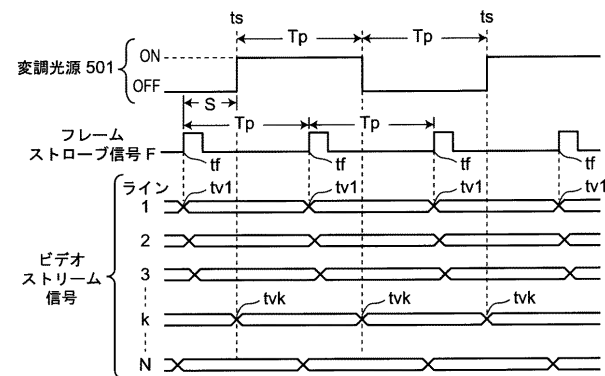 ts ts
Tp Tp
変調光源 501
ON
OFF
S
Tp Tp
フレーム
ストローブ信号 F
tf tf tf tf
ライン
tv1 tv1 tv1 tv1
1
2
3
ビデオ
ストリーム
信号
tvk tvk tvk
k
N